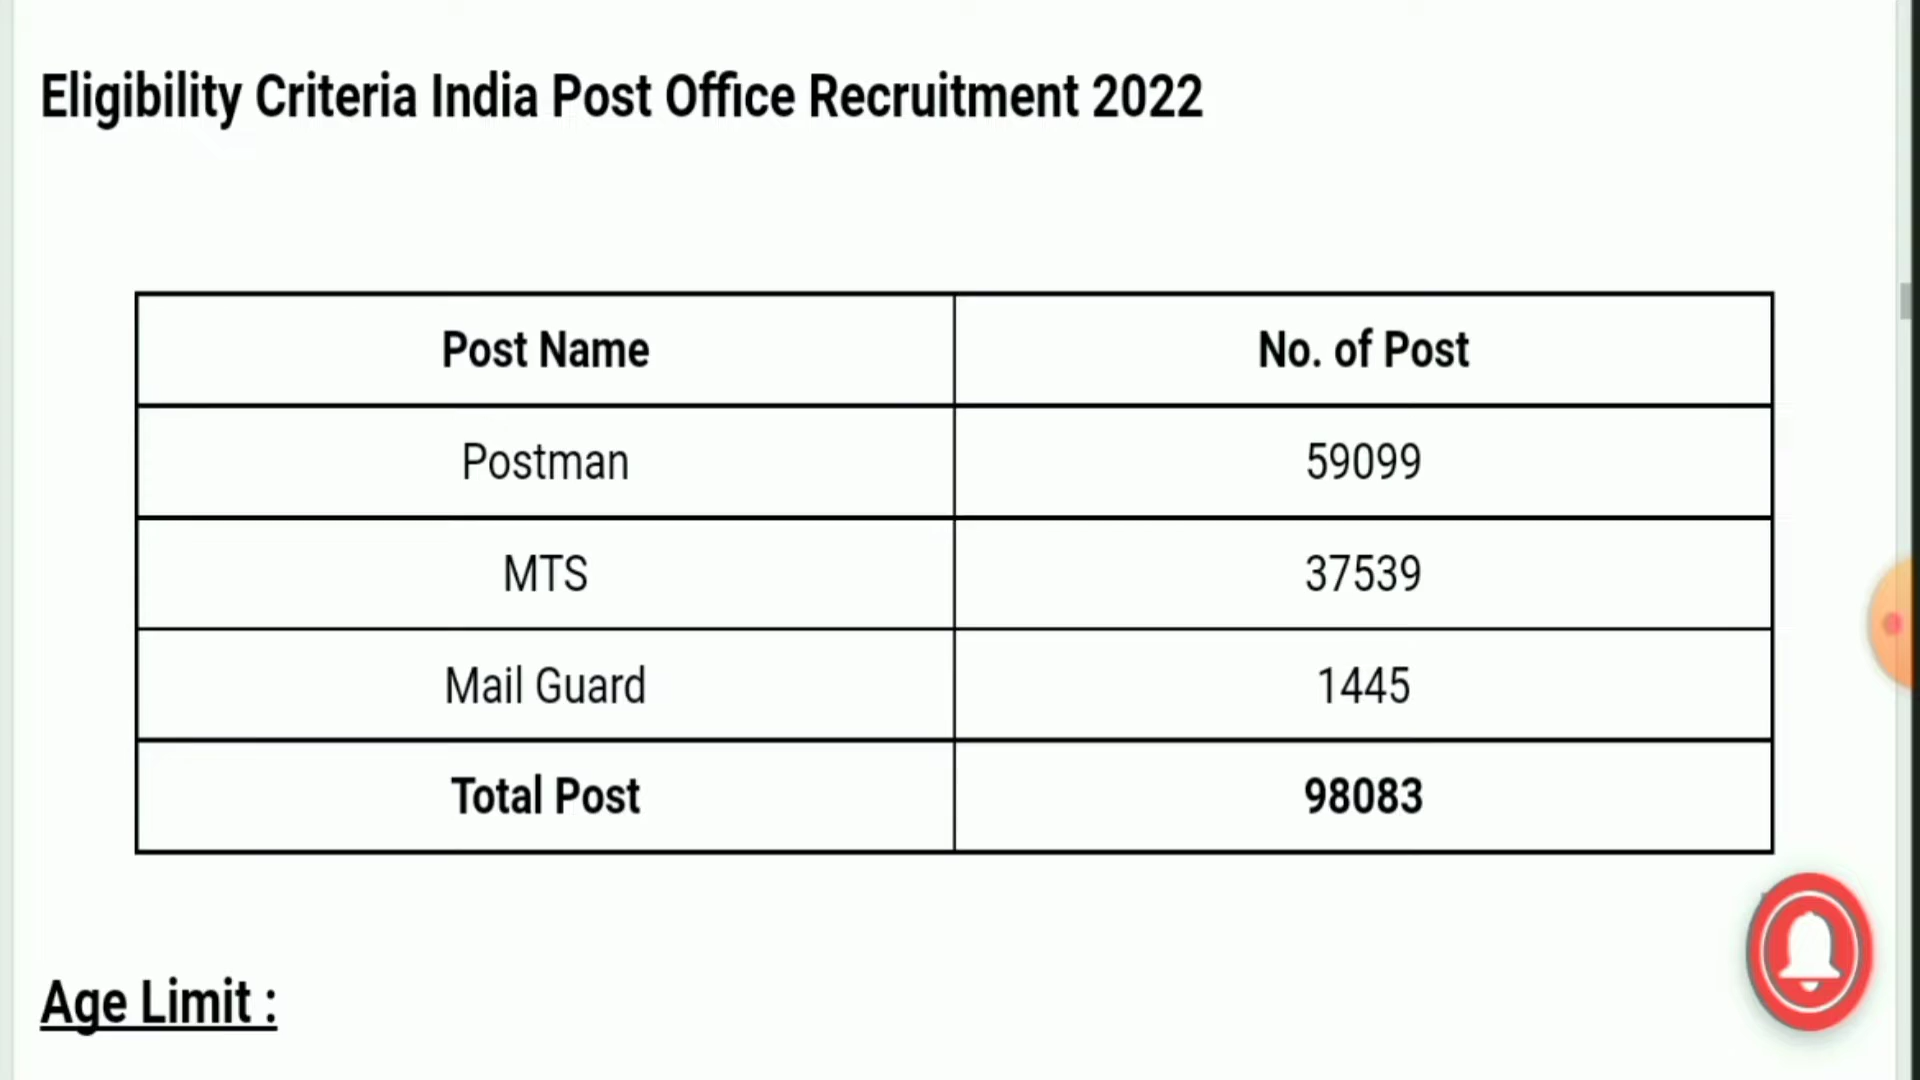 Eligibility Criteria India Post Office Recruitment 2022
Post Name No. of Post
Postman 59099
MTS 37539
Mail Guard 1445
Total Post 98083
Age Limit :